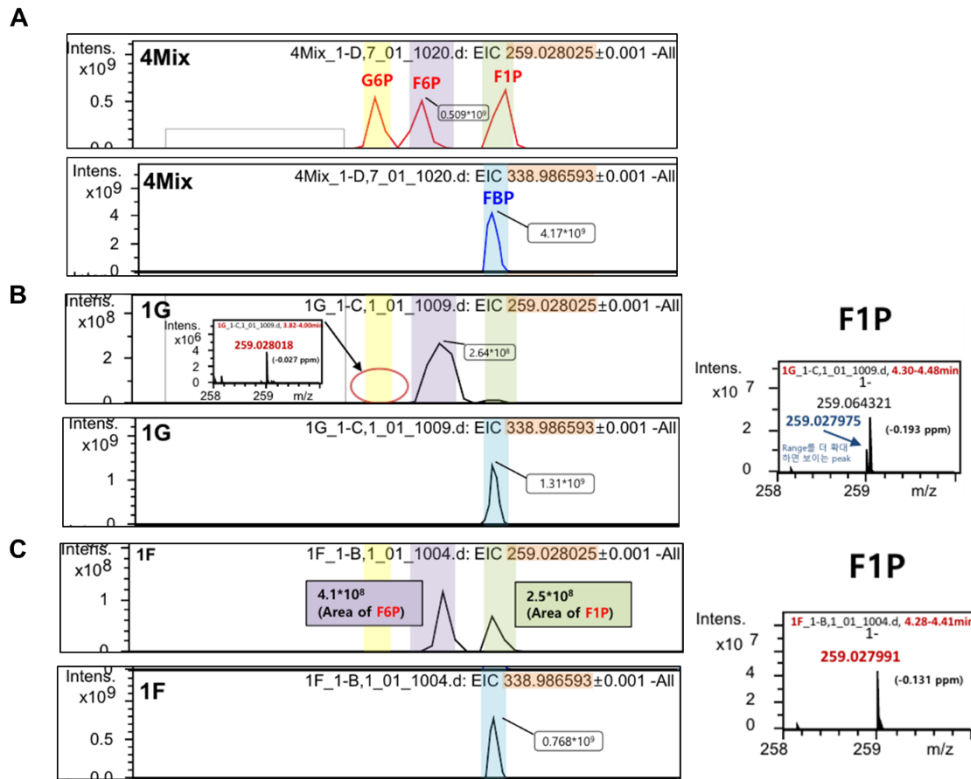 A
Intens.
x10⁹
4Mix
4Mix_1-D,7_01_1020.d: EIC 259.028025±0.001 -All
G6P
F6P
F1P
0.509*10⁹
0.5
0.0
Intens.
x10⁹
4Mix
4Mix_1-D,7_01_1020.d: EIC 338.986593±0.001 -All
FBP
4.17*10⁹
4
2
0
B
x10⁸
1G
1G_1-C,1_01_1009.d: EIC 259.028025±0.001 -All
Intens.
x10⁶
1G_1-C,1_01_1009.d, 3.82-4.00min
259.028018
(-0.027 ppm)
4
2
0
258
259
m/z
2.64*10⁸
2
0
Intens.
x10⁹
1G
1G_1-C,1_01_1009.d: EIC 338.986593±0.001 -All
1.31*10⁹
1
0
F1P
Intens.
x10 7
1G_1-C,1_01_1009.d, 4.30-4.48min
1-
259.064321
259.027975
(-0.193 ppm)
Range를 더 확대
하면 보이는 peak
2
0
258
259
m/z
C
Intens.
x10⁸
1F
1F_1-B,1_01_1004.d: EIC 259.028025±0.001 -All
4.1*10⁸
(Area of F6P)
2.5*10⁸
(Area of F1P)
1
0
Intens.
x10⁹
1F
1F_1-B,1_01_1004.d: EIC 338.986593±0.001 -All
0.768*10⁹
0.5
0.0
F1P
Intens.
x10 7
1F_1-B,1_01_1004.d, 4.28-4.41min
1-
259.027991
(-0.131 ppm)
4
2
0
258
259
m/z